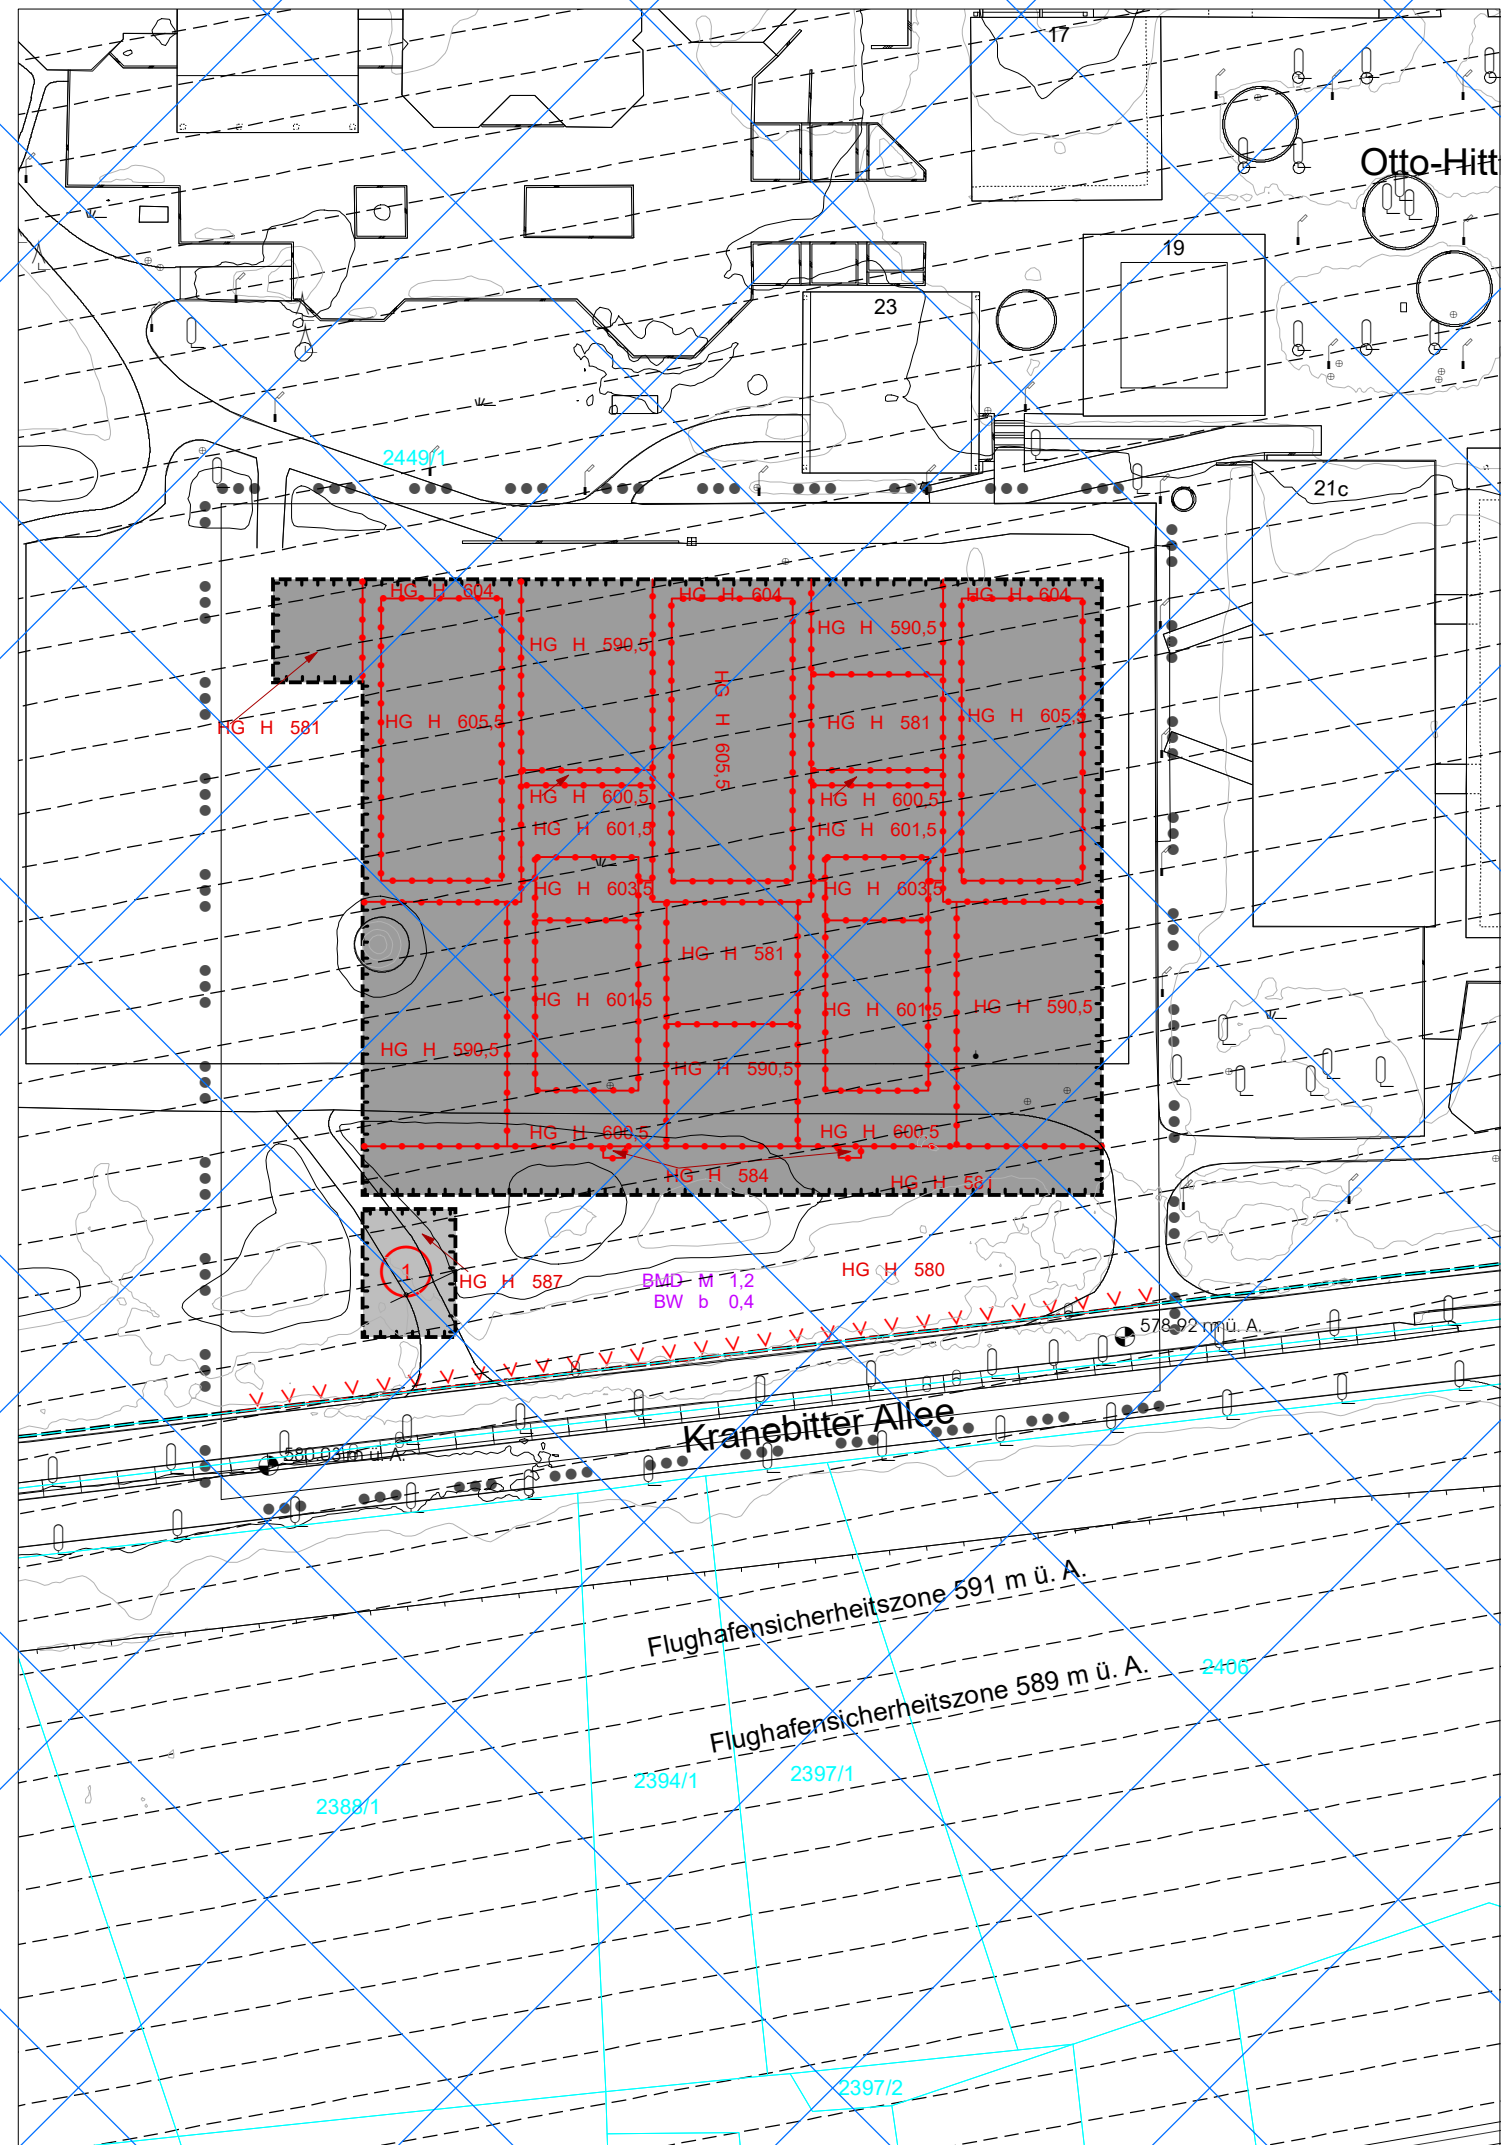 17
Otto-Hitt
19
23
2449/1
21c
HG H 604
HG H 604
HG H 604
HG H 590,5
HG H 590,5
HG H 581
HG H 605,5
HG H 605,5
HG H 581
HG H 605,5
HG H 600,5
HG H 600,5
HG H 601,5
HG H 601,5
HG H 603,5
HG H 603,5
HG H 581
HG H 601,5
HG H 601,5
HG H 590,5
HG H 590,5
HG H 590,5
HG H 600,5
HG H 600,5
HG H 584
HG H 581
1
HG H 587
BMD M 1,2
BW b 0,4
HG H 580
578.92 m ü. A.
Kranebitter Allee
580.03 m ü. A.
Flughafensicherheitszone 591 m ü. A.
Flughafensicherheitszone 589 m ü. A.
2406
2394/1
2397/1
2388/1
2397/2